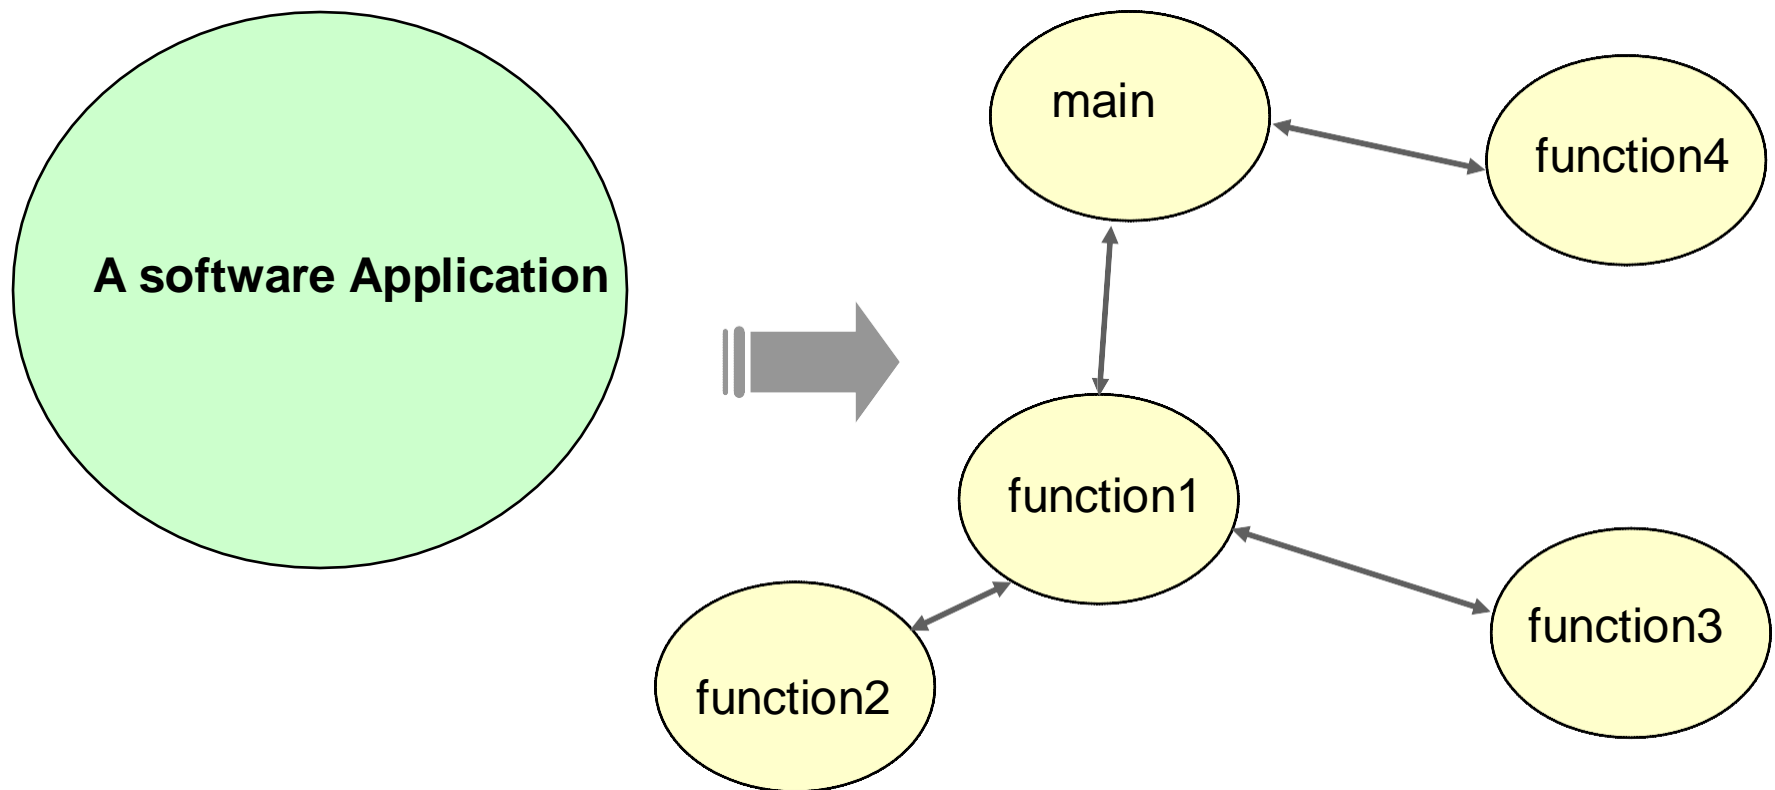 A software Application
main
function4
function1
function3
function2